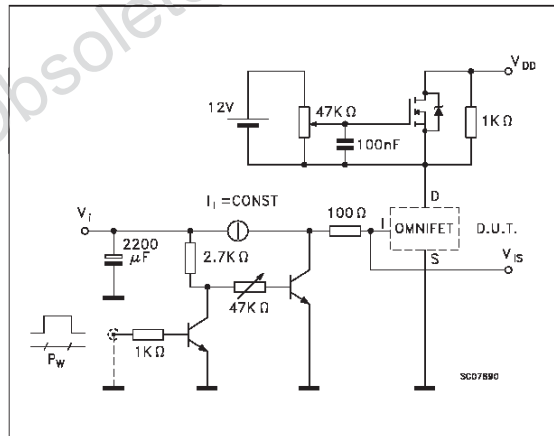 obsolete
V_DD
12V
47KΩ
1KΩ
100nF
D
I_I =CONST
V_i
100Ω
I
OMNIFET
D.U.T.
2200
μF
2.7KΩ
S
V_IS
47KΩ
1KΩ
P_W
SC07890